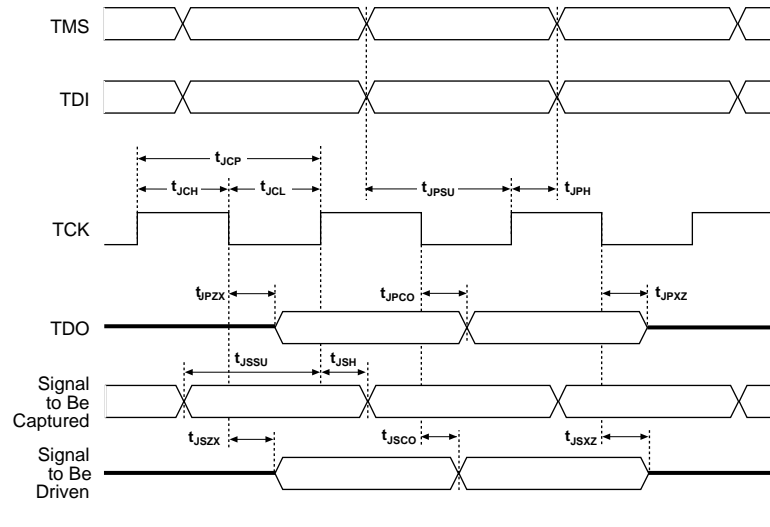 TMS
TDI
tJCP
tJCH tJCL tJPSU tJPH
TCK
tJPZX tJPCO tJPXZ
TDO
tJSSU tJSH
Signal
to Be
Captured
tJSZX tJSCO tJSXZ
Signal
to Be
Driven